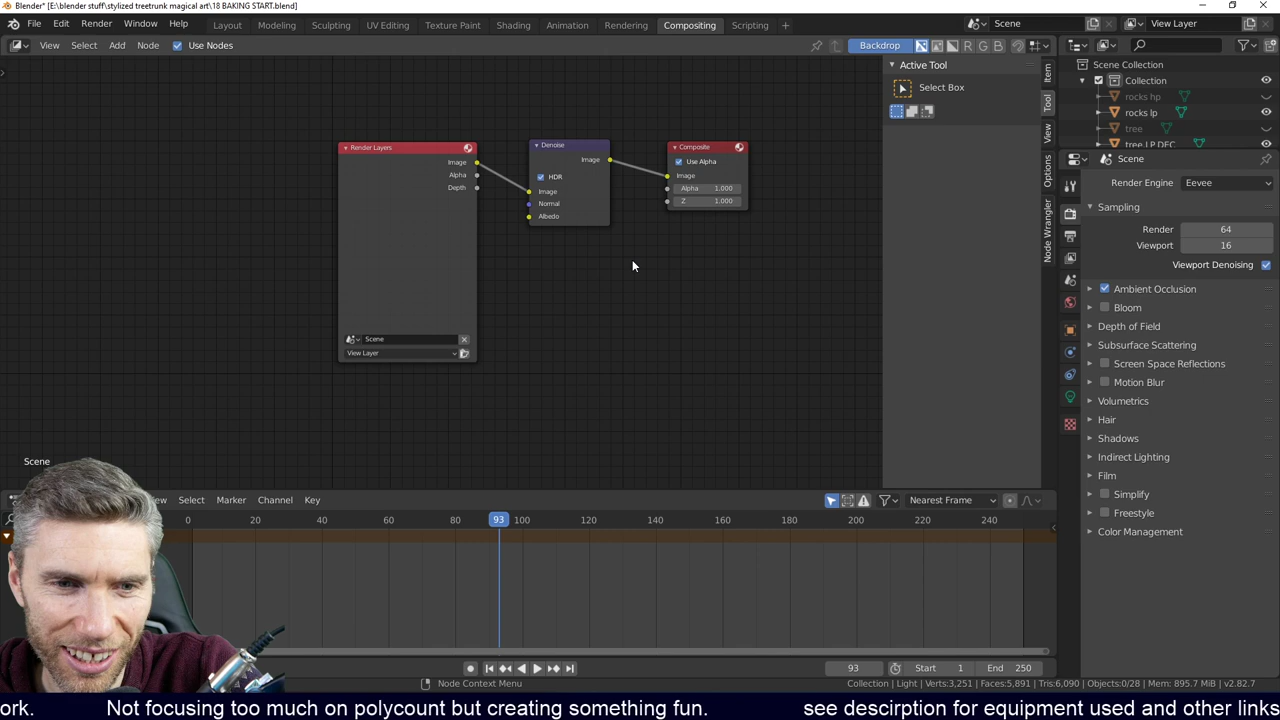 Blender* [E:\blender stuff\stylized treetrunk magical art\18 BAKING START.blend]
File Edit Render Window Help Layout Modeling Sculpting UV Editing Texture Paint Shading Animation Rendering Compositing Scripting + Scene View Layer
View Select Add Node Use Nodes Backdrop R G B
Active Tool
Select Box
Item
Tool
View
Options
Node Wrangler
Render Layers
Image
Alpha
Depth
Scene
View Layer
Denoise
Image
HDR
Image
Normal
Albedo
Composite
Use Alpha
Image
Alpha 1.000
Z 1.000
Scene
Scene Collection
Collection
rocks hp
rocks lp
tree
tree LP DEC
Scene
Render Engine Eevee
Sampling
Render 64
Viewport 16
Viewport Denoising
Ambient Occlusion
Bloom
Depth of Field
Subsurface Scattering
Screen Space Reflections
Motion Blur
Volumetrics
Hair
Shadows
Indirect Lighting
Film
Simplify
Freestyle
Color Management
Select Marker Channel Key Nearest Frame
0 20 40 60 80 93 100 120 140 160 180 200 220 240
93 Start 1 End 250
Node Context Menu
Collection | Light | Verts:3,251 | Faces:5,891 | Tris:6,090 | Objects:0/28 | Mem: 895.7 MiB | v2.82.7
ork. Not focusing too much on polycount but creating something fun. see descirption for equipment used and other links